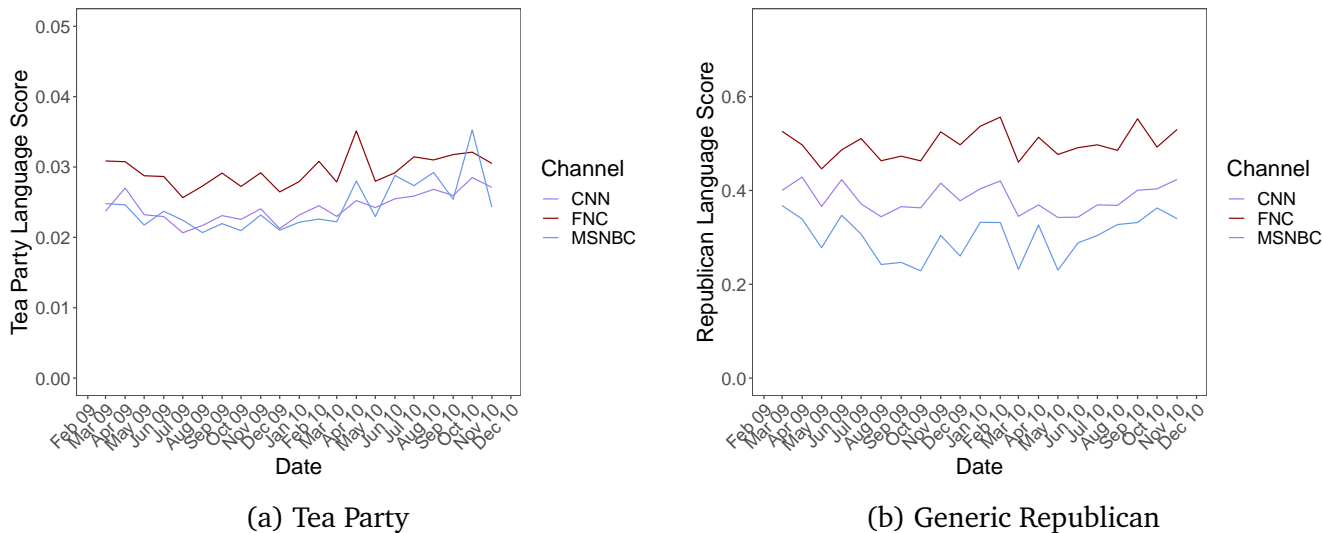 0.05
0.04
0.03
0.02
0.01
0.00
Tea Party Language Score
Feb 09
Mar 09
Apr 09
May 09
Jun 09
Jul 09
Aug 09
Sep 09
Oct 09
Nov 09
Dec 09
Jan 10
Feb 10
Mar 10
Apr 10
May 10
Jun 10
Jul 10
Aug 10
Sep 10
Oct 10
Nov 10
Dec 10
Date
Channel
CNN
FNC
MSNBC
(a) Tea Party
0.6
0.4
0.2
0.0
Republican Language Score
Feb 09
Mar 09
Apr 09
May 09
Jun 09
Jul 09
Aug 09
Sep 09
Oct 09
Nov 09
Dec 09
Jan 10
Feb 10
Mar 10
Apr 10
May 10
Jun 10
Jul 10
Aug 10
Sep 10
Oct 10
Nov 10
Dec 10
Date
Channel
CNN
FNC
MSNBC
(b) Generic Republican